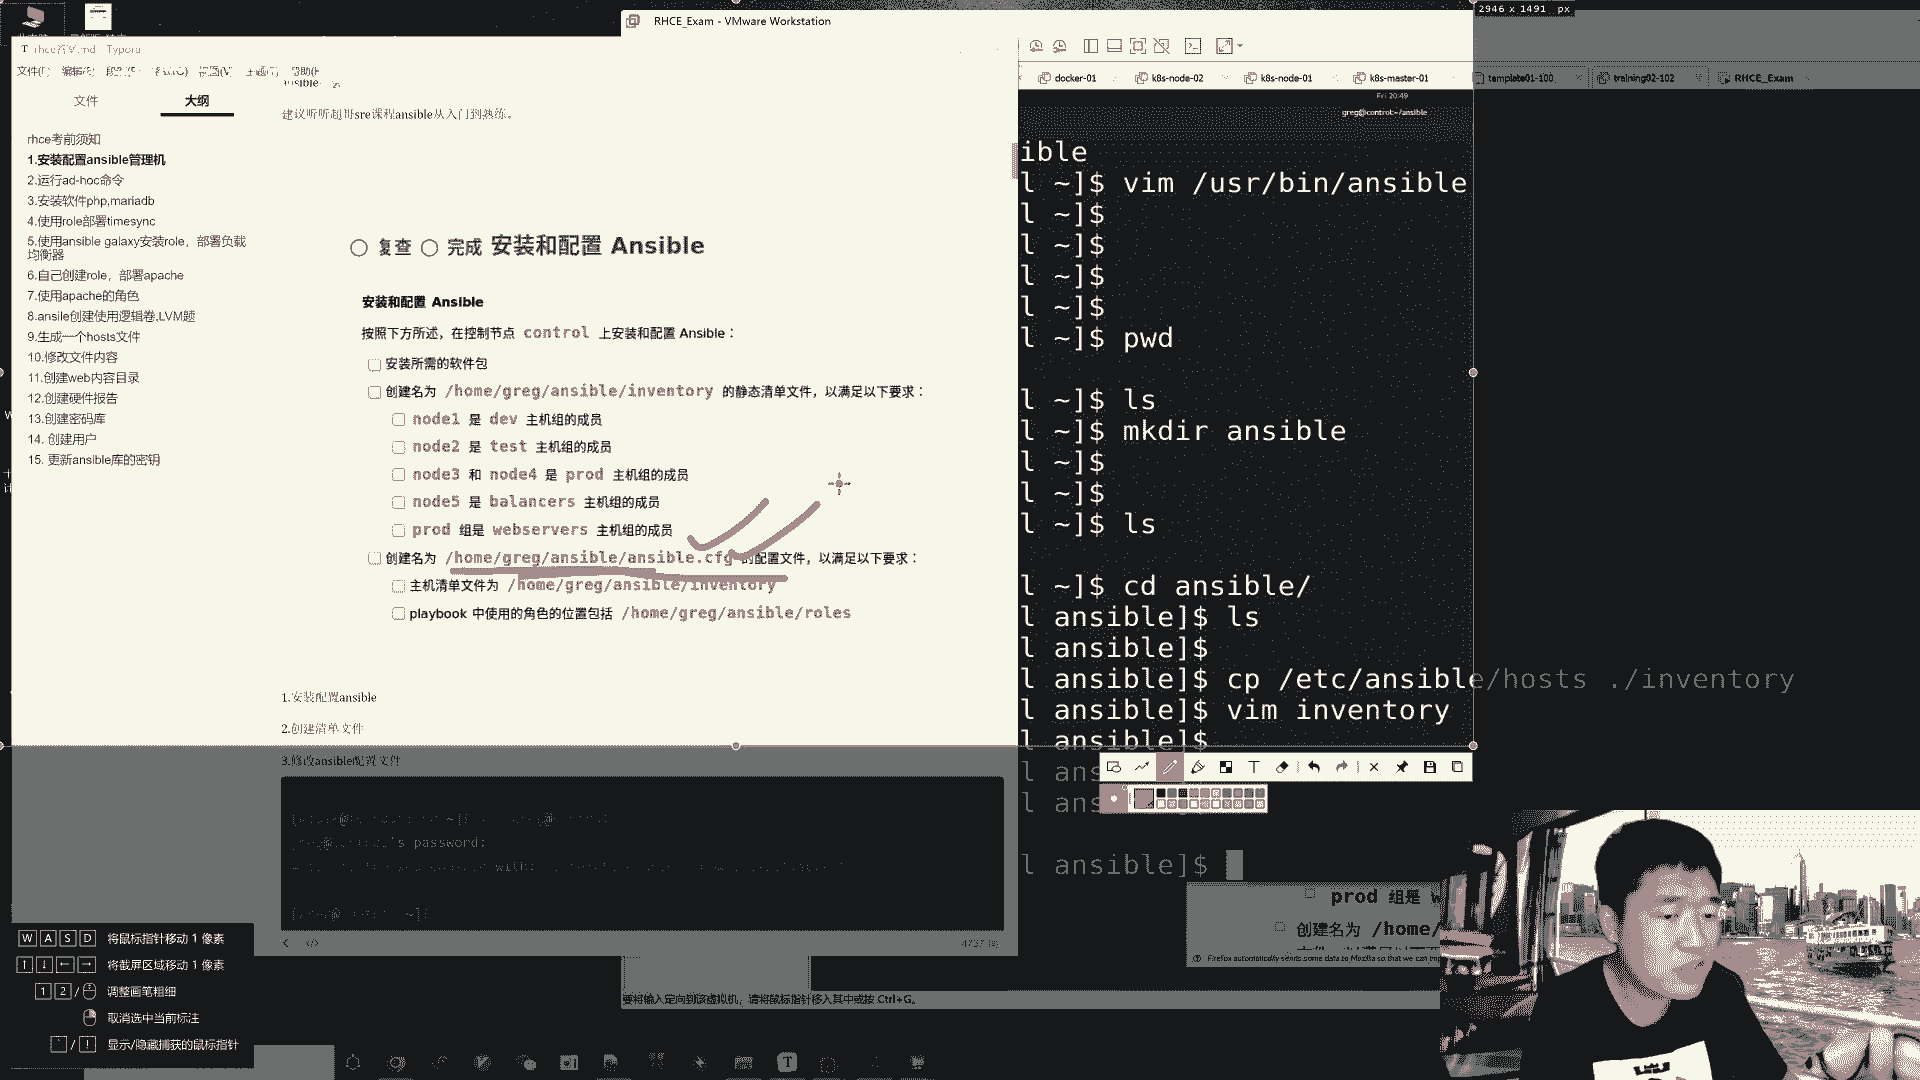 RHCE_Exam - VMware Workstation
2946 x 1491 px
文件
大纲
建议听听超哥sre课程ansible从入门到熟练。
rhce考前须知
1.安装配置ansible管理机
2.运行ad-hoc命令
3.安装软件php,mariadb
4.使用role部署timesync
5.使用ansible galaxy安装role，部署负载
均衡器
6.自己创建role，部署apache
7.使用apache的角色
8.ansile创建使用逻辑卷,LVM题
9.生成一个hosts文件
10.修改文件内容
11.创建web内容目录
12.创建硬件报告
13.创建密码库
14. 创建用户
15. 更新ansible库的密钥
复查 完成 安装和配置 Ansible
安装和配置 Ansible
按照下方所述，在控制节点 control 上安装和配置 Ansible：
安装所需的软件包
创建名为 /home/greg/ansible/inventory 的静态清单文件，以满足以下要求：
node1 是 dev 主机组的成员
node2 是 test 主机组的成员
node3 和 node4 是 prod 主机组的成员
node5 是 balancers 主机组的成员
prod 组是 webservers 主机组的成员
创建名为 /home/greg/ansible/ansible.cfg 的配置文件，以满足以下要求：
主机清单文件为 /home/greg/ansible/inventory
playbook 中使用的角色的位置包括 /home/greg/ansible/roles
1.安装配置ansible
2.创建清单文件
3.修改ansible配置文件
's password:
docker-01
k8s-node-02
k8s-node-01
k8s-master-01
template01-100
training02-102
RHCE_Exam
Fri 20:49
greg@control:~/ansible
ible
l ~]$ vim /usr/bin/ansible
l ~]$
l ~]$
l ~]$
l ~]$
l ~]$ pwd
l ~]$ ls
l ~]$ mkdir ansible
l ~]$
l ~]$
l ~]$ ls
l ~]$ cd ansible/
l ansible]$ ls
l ansible]$
l ansible]$ cp /etc/ansible/hosts ./inventory
l ansible]$ vim inventory
l ansible]$
l ans
l ans
l ansible]$
prod 组是 w
创建名为 /home/
要将输入定向到该虚拟机，请将鼠标指针移入其中或按 Ctrl+G。
W A S D 将鼠标指针移动 1 像素
↑ ↓ ← → 将截屏区域移动 1 像素
1 2 / 调整画笔粗细
取消选中当前标注
` / ! 显示/隐藏捕获的鼠标指针